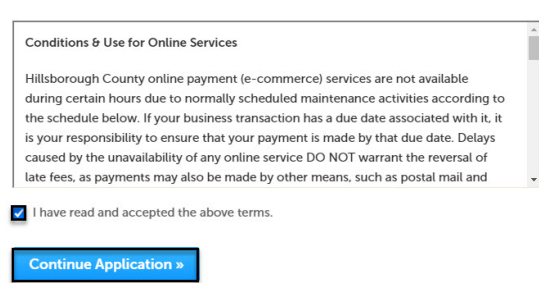 Conditions & Use for Online Services
Hillsborough County online payment (e-commerce) services are not available
during certain hours due to normally scheduled maintenance activities according to
the schedule below. If your business transaction has a due date associated with it, it
is your responsibility to ensure that your payment is made by that due date. Delays
caused by the unavailability of any online service DO NOT warrant the reversal of
late fees, as payments may also be made by other means, such as postal mail and
I have read and accepted the above terms.
Continue Application »